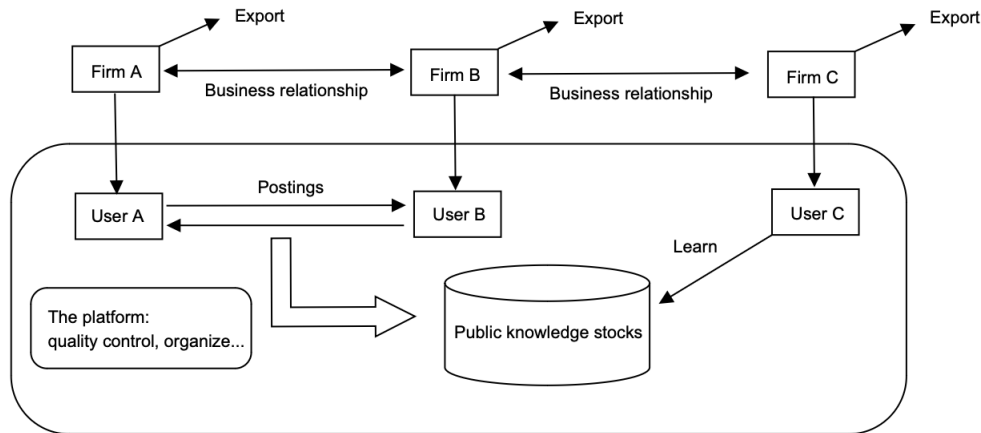 Export
Export
Export
Firm A
Firm B
Firm C
Business relationship
Business relationship
Postings
User A
User B
User C
Learn
The platform:
quality control, organize...
Public knowledge stocks